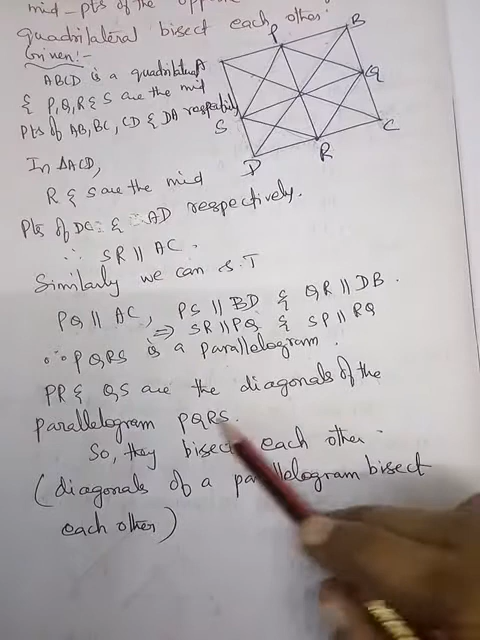 mid-pts of the opposite
quadrilateral bisect each other.
Given:-
ABCD is a quadrilateral
& P, Q, R & S are the mid
pts of AB, BC, CD & DA respectively
In ΔACD,
R & S are the mid
pts of DC & AD respectively.
∴ SR || AC.
Similarly we can S.T
PQ || AC, PS || BD & QR || DB.
⇒ SR || PQ & SP || RQ
∴ PQRS is a parallelogram.
PR & QS are the diagonals of the
parallelogram PQRS.
So, they bisect each other.
(diagonals of a parallelogram bisect
each other)
A
P
B
Q
S
C
D
R